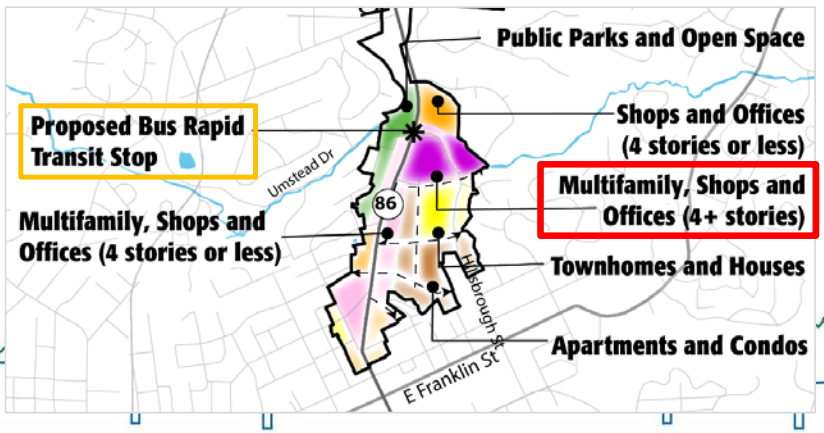 Public Parks and Open Space
Shops and Offices
(4 stories or less)
Proposed Bus Rapid
Transit Stop
Umstead Dr
Multifamily, Shops and
Offices (4+ stories)
86
Multifamily, Shops and
Offices (4 stories or less)
Townhomes and Houses
Hillsbrough St
Apartments and Condos
E Franklin St